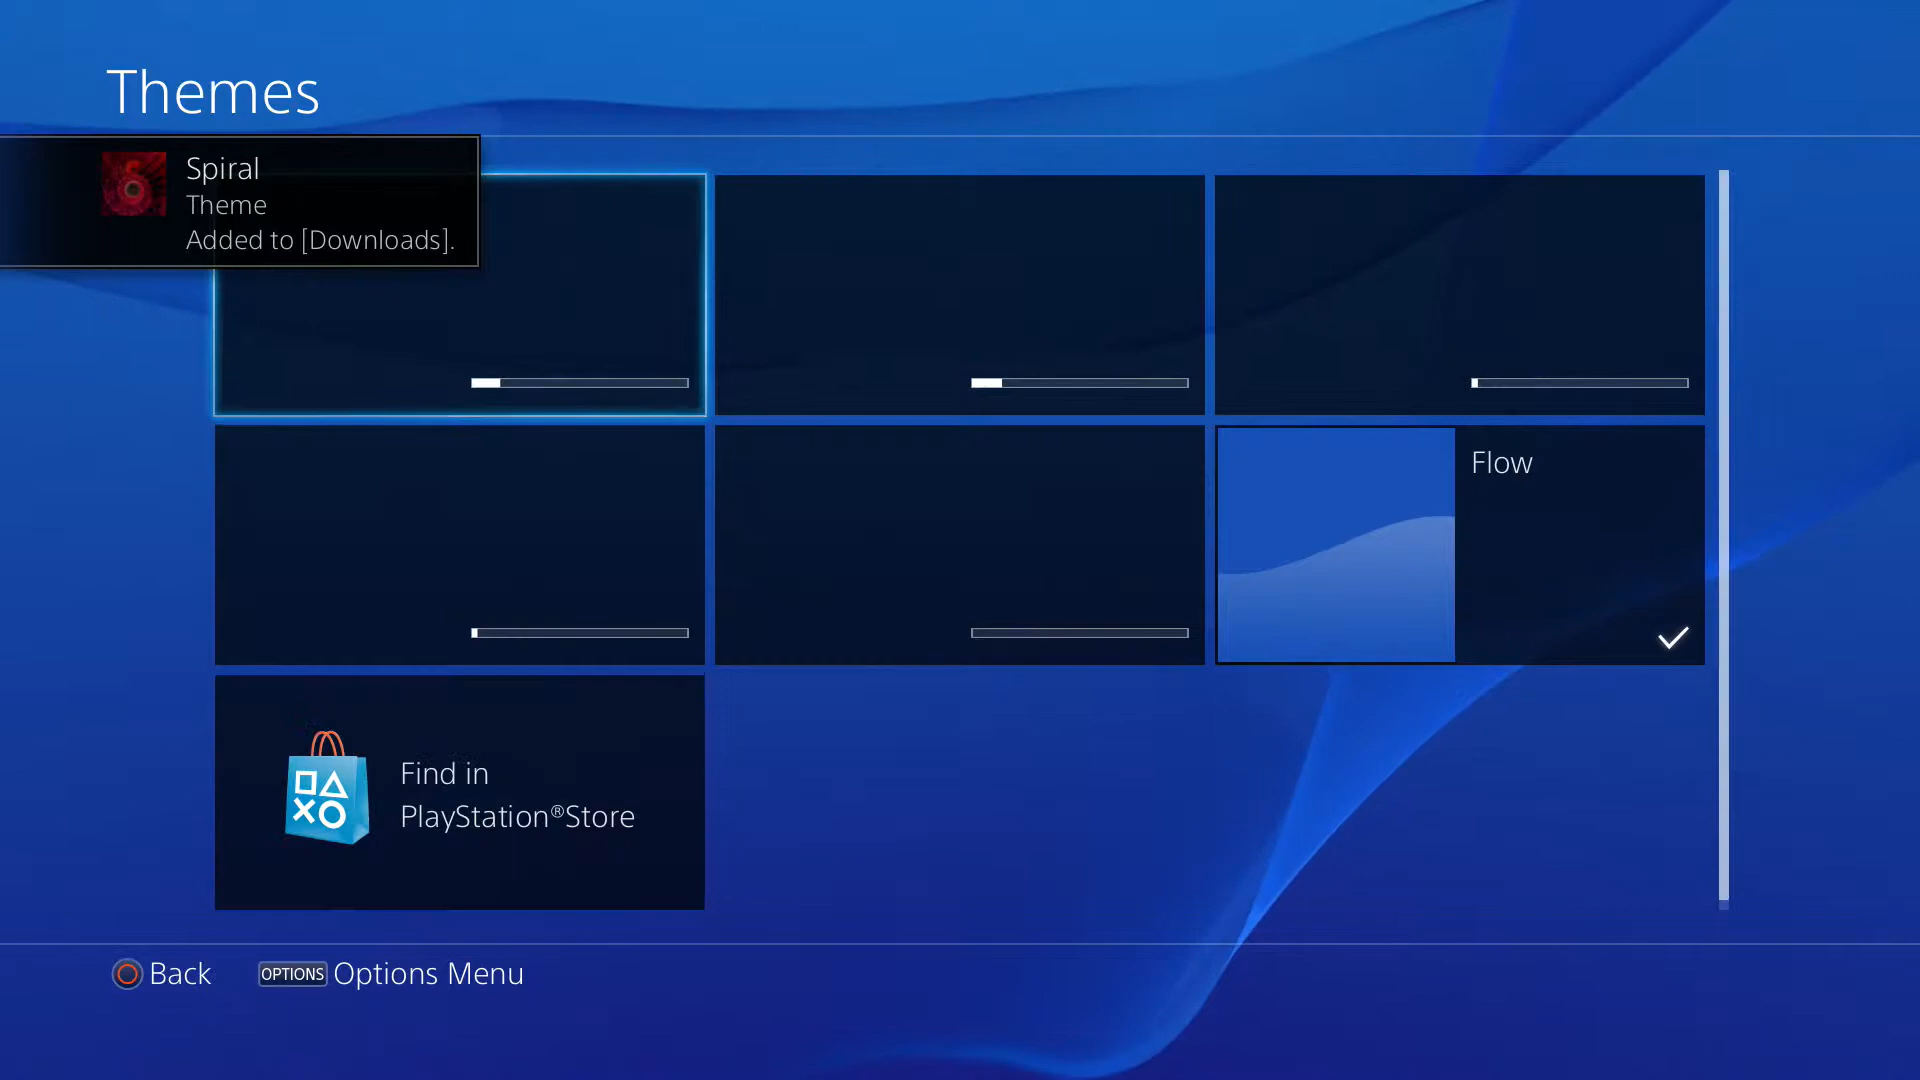 Themes
Spiral
Theme
Added to [Downloads].
Flow
Find in
PlayStation®Store
Back
OPTIONS Options Menu